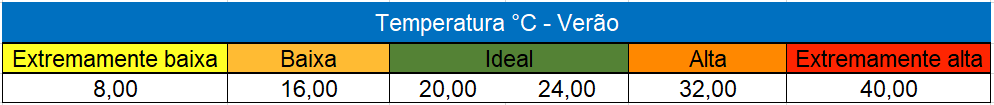 Temperatura °C - Verão
Extremamente baixa Baixa Ideal Alta Extremamente alta
8,00 16,00 20,00 24,00 32,00 40,00